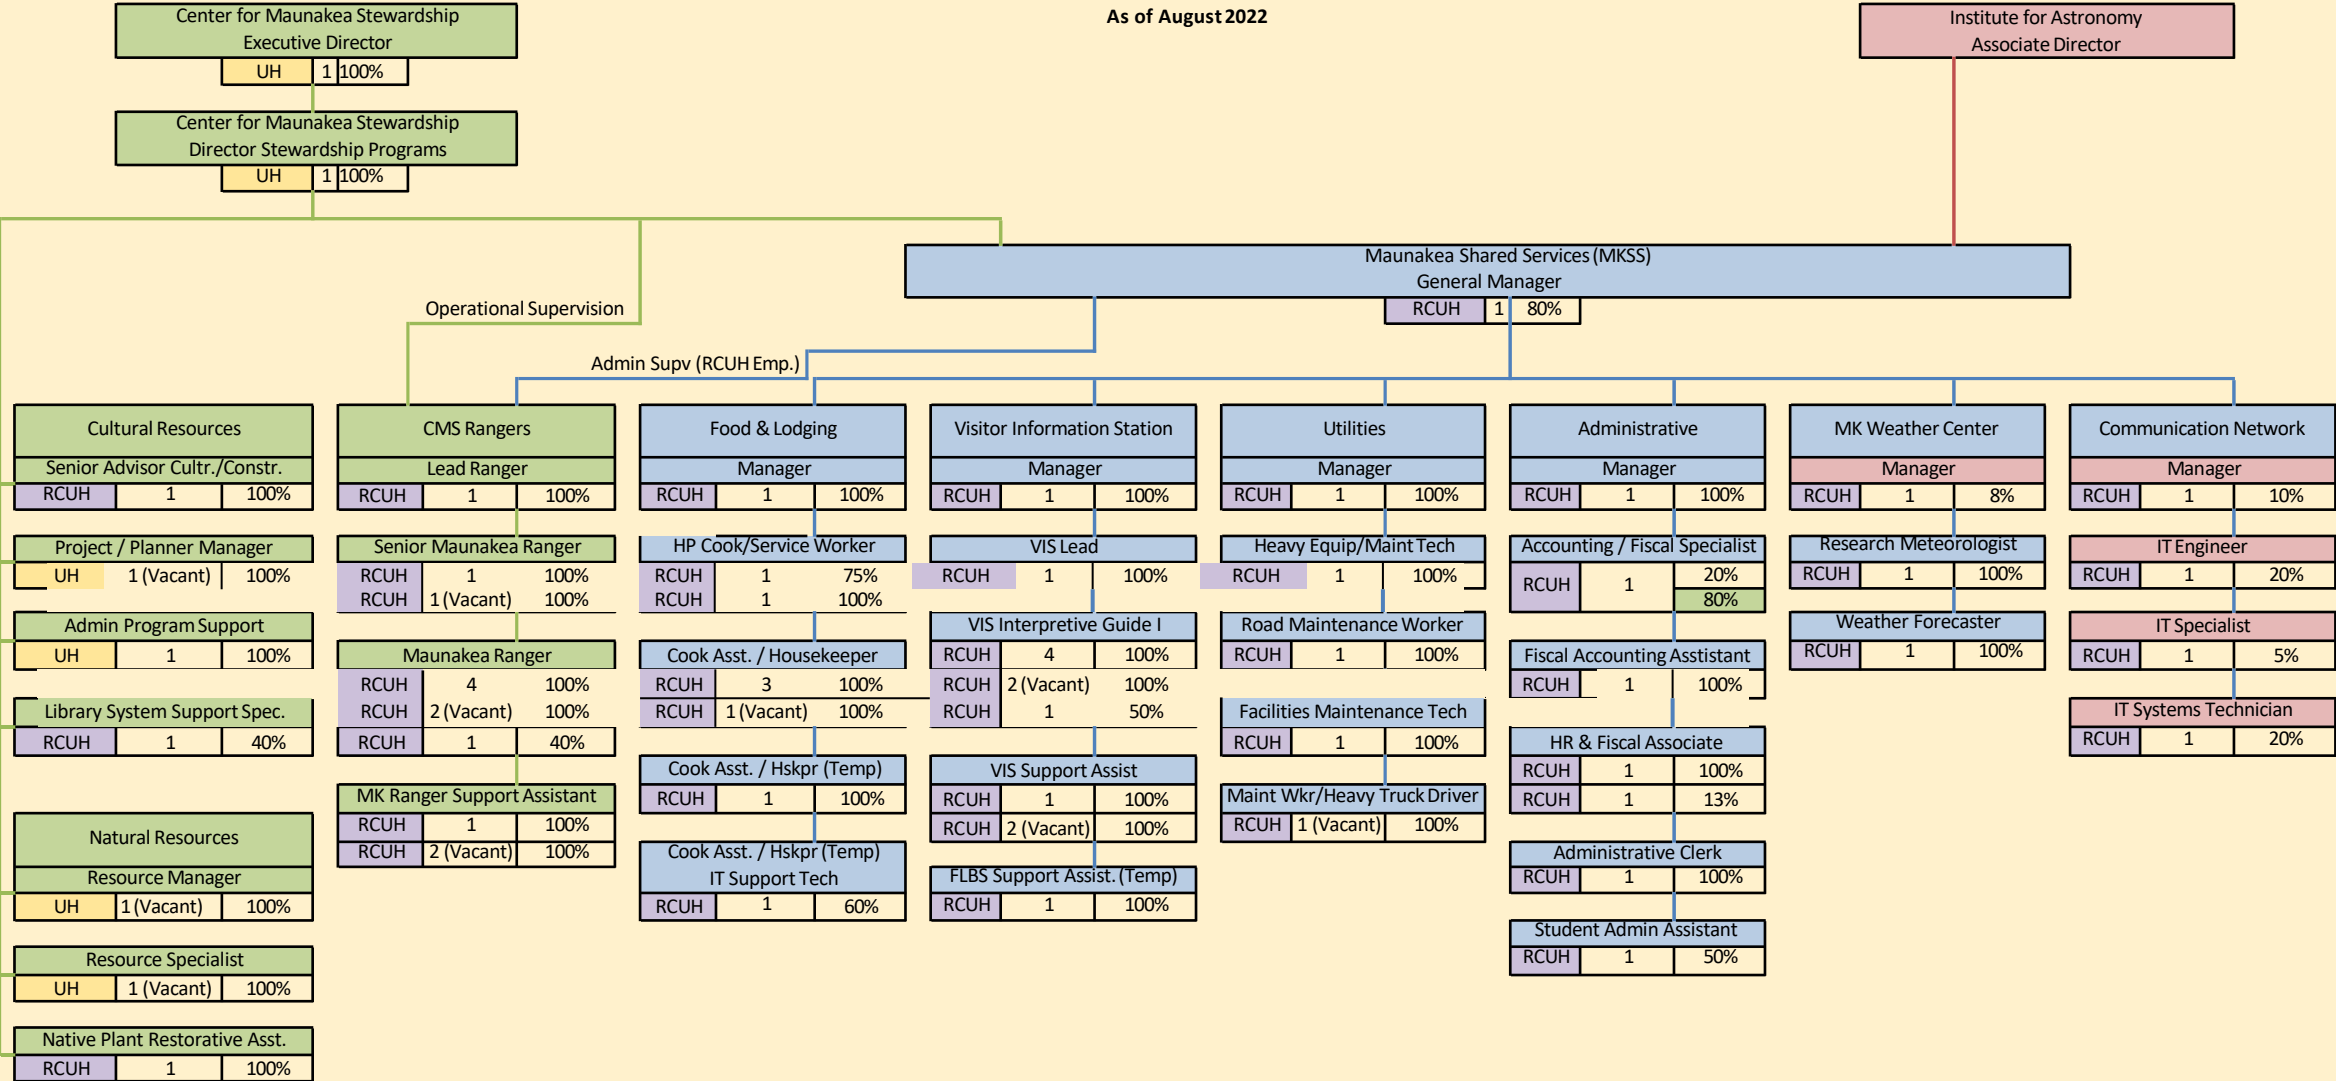 As of August 2022
Center for Maunakea Stewardship
Executive Director
UH 1 100%
Center for Maunakea Stewardship
Director Stewardship Programs
UH 1 100%
Institute for Astronomy
Associate Director
Maunakea Shared Services (MKSS)
General Manager
RCUH 1 80%
Operational Supervision
Admin Supv (RCUH Emp.)
Cultural Resources
Senior Advisor Cultr./Constr.
RCUH 1 100%
Project / Planner Manager
UH 1 (Vacant) 100%
Admin Program Support
UH 1 100%
Library System Support Spec.
RCUH 1 40%
Natural Resources
Resource Manager
UH 1 (Vacant) 100%
Resource Specialist
UH 1 (Vacant) 100%
Native Plant Restorative Asst.
RCUH 1 100%
CMS Rangers
Lead Ranger
RCUH 1 100%
Senior Maunakea Ranger
RCUH 1 100%
RCUH 1 (Vacant) 100%
Maunakea Ranger
RCUH 4 100%
RCUH 2 (Vacant) 100%
RCUH 1 40%
MK Ranger Support Assistant
RCUH 1 100%
RCUH 2 (Vacant) 100%
Food & Lodging
Manager
RCUH 1 100%
HP Cook/Service Worker
RCUH 1 75%
RCUH 1 100%
Cook Asst. / Housekeeper
RCUH 3 100%
RCUH 1 (Vacant) 100%
Cook Asst. / Hskpr (Temp)
RCUH 1 100%
Cook Asst. / Hskpr (Temp)
IT Support Tech
RCUH 1 60%
Visitor Information Station
Manager
RCUH 1 100%
VIS Lead
RCUH 1 100%
VIS Interpretive Guide I
RCUH 4 100%
RCUH 2 (Vacant) 100%
RCUH 1 50%
VIS Support Assist
RCUH 1 100%
RCUH 2 (Vacant) 100%
FLBS Support Assist. (Temp)
RCUH 1 100%
Utilities
Manager
RCUH 1 100%
Heavy Equip/Maint Tech
RCUH 1 100%
Road Maintenance Worker
RCUH 1 100%
Facilities Maintenance Tech
RCUH 1 100%
Maint Wkr/Heavy Truck Driver
RCUH 1 (Vacant) 100%
Administrative
Manager
RCUH 1 100%
Accounting / Fiscal Specialist
RCUH 1 20%
80%
Fiscal Accounting Asstistant
RCUH 1 100%
HR & Fiscal Associate
RCUH 1 100%
RCUH 1 13%
Administrative Clerk
RCUH 1 100%
Student Admin Assistant
RCUH 1 50%
MK Weather Center
Manager
RCUH 1 8%
Research Meteorologist
RCUH 1 100%
Weather Forecaster
RCUH 1 100%
Communication Network
Manager
RCUH 1 10%
IT Engineer
RCUH 1 20%
IT Specialist
RCUH 1 5%
IT Systems Technician
RCUH 1 20%